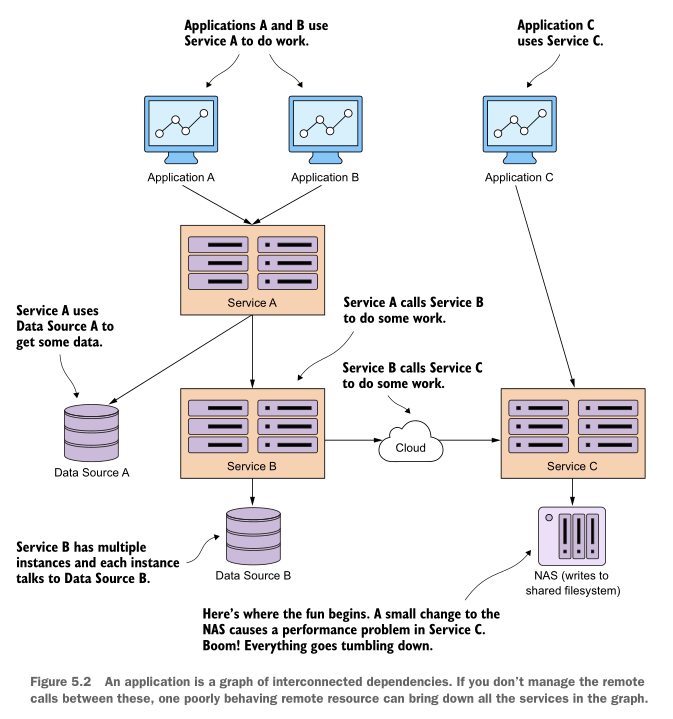 Applications A and B use
Service A to do work.
Application C
uses Service C.
Application A
Application B
Application C
Service A
Service A uses
Data Source A to
get some data.
Service A calls Service B
to do some work.
Service B calls Service C
to do some work.
Data Source A
Service B
Cloud
Service C
Service B has multiple
instances and each instance
talks to Data Source B.
Data Source B
NAS (writes to
shared filesystem)
Here's where the fun begins. A small change to the
NAS causes a performance problem in Service C.
Boom! Everything goes tumbling down.
Figure 5.2 An application is a graph of interconnected dependencies. If you don't manage the remote
calls between these, one poorly behaving remote resource can bring down all the services in the graph.